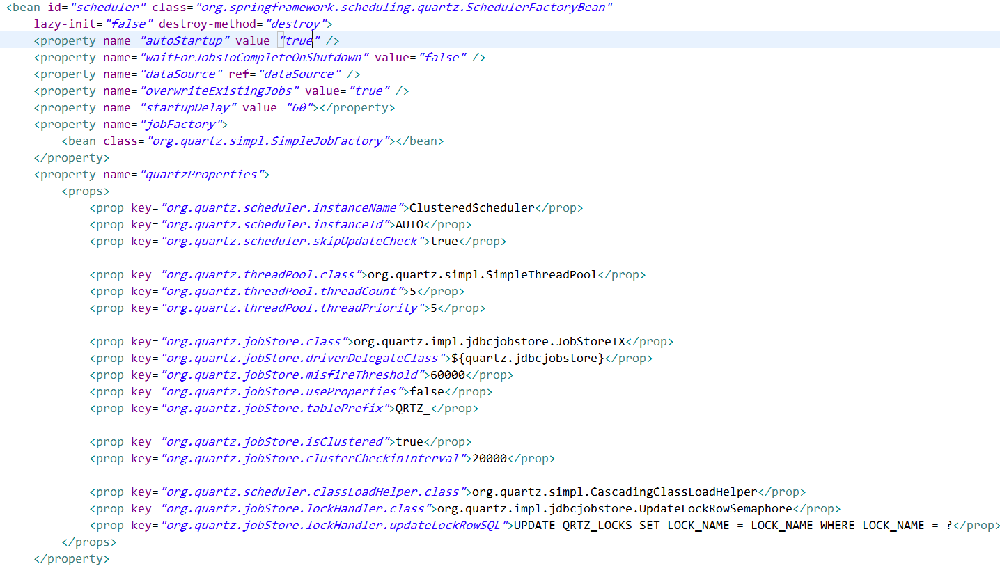 <bean id="scheduler" class="org.springframework.scheduling.quartz.SchedulerFactoryBean"
lazy-init="false" destroy-method="destroy">
<property name="autoStartup" value="true" />
<property name="waitForJobsToCompleteOnShutdown" value="false" />
<property name="dataSource" ref="dataSource" />
<property name="overwriteExistingJobs" value="true" />
<property name="startupDelay" value="60"></property>
<property name="jobFactory">
<bean class="org.quartz.simpl.SimpleJobFactory"></bean>
</property>
<property name="quartzProperties">
<props>
<prop key="org.quartz.scheduler.instanceName">ClusteredScheduler</prop>
<prop key="org.quartz.scheduler.instanceId">AUTO</prop>
<prop key="org.quartz.scheduler.skipUpdateCheck">true</prop>
<prop key="org.quartz.threadPool.class">org.quartz.simpl.SimpleThreadPool</prop>
<prop key="org.quartz.threadPool.threadCount">5</prop>
<prop key="org.quartz.threadPool.threadPriority">5</prop>
<prop key="org.quartz.jobStore.class">org.quartz.impl.jdbcjobstore.JobStoreTX</prop>
<prop key="org.quartz.jobStore.driverDelegateClass">${quartz.jdbcjobstore}</prop>
<prop key="org.quartz.jobStore.misfireThreshold">60000</prop>
<prop key="org.quartz.jobStore.useProperties">false</prop>
<prop key="org.quartz.jobStore.tablePrefix">QRTZ_</prop>
<prop key="org.quartz.jobStore.isClustered">true</prop>
<prop key="org.quartz.jobStore.clusterCheckinInterval">20000</prop>
<prop key="org.quartz.scheduler.classLoadHelper.class">org.quartz.simpl.CascadingClassLoadHelper</prop>
<prop key="org.quartz.jobStore.lockHandler.class">org.quartz.impl.jdbcjobstore.UpdateLockRowSemaphore</prop>
<prop key="org.quartz.jobStore.lockHandler.updateLockRowSQL">UPDATE QRTZ_LOCKS SET LOCK_NAME = LOCK_NAME WHERE LOCK_NAME = ?</prop>
</props>
</property>